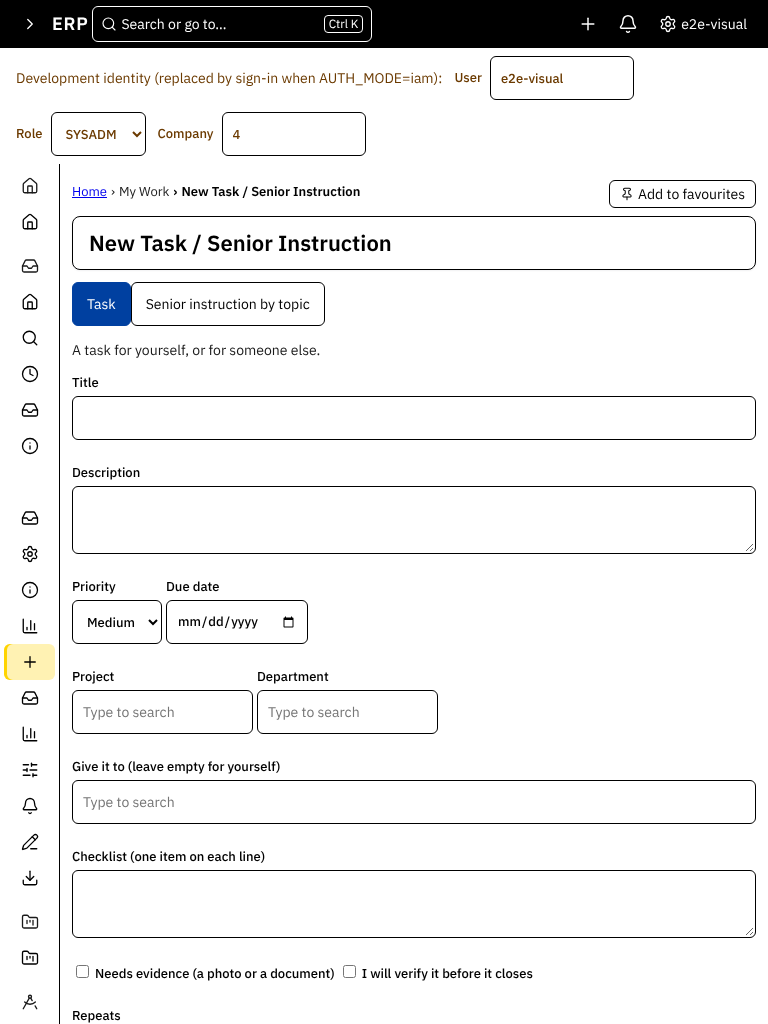 ERP Search or go to... Ctrl K e2e-visual
Development identity (replaced by sign-in when AUTH_MODE=iam): User e2e-visual
Role SYSADM Company 4
Home › My Work › New Task / Senior Instruction Add to favourites
New Task / Senior Instruction
Task Senior instruction by topic
A task for yourself, or for someone else.
Title
Description
Priority Due date
Medium mm/dd/yyyy
Project Department
Type to search Type to search
Give it to (leave empty for yourself)
Type to search
Checklist (one item on each line)
Needs evidence (a photo or a document) I will verify it before it closes
Repeats